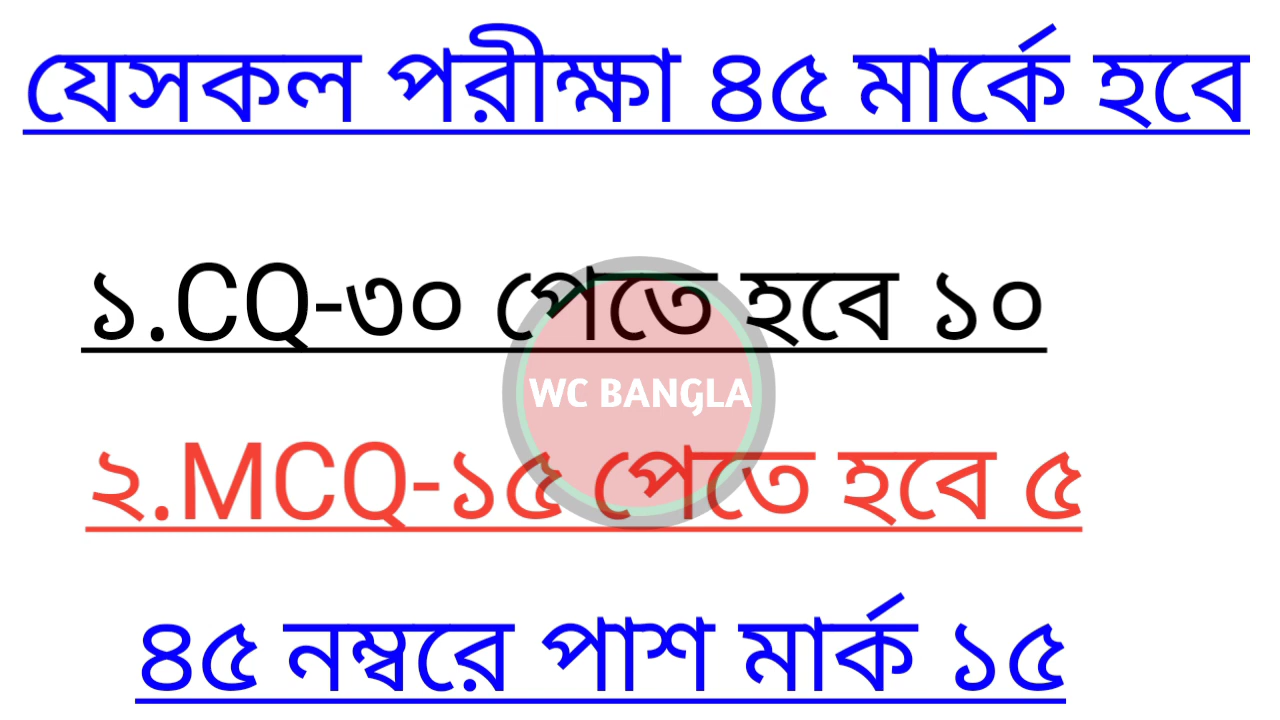 যেসকল পরীক্ষা ৪৫ মার্কে হবে
১.CQ-৩০ পেতে হবে ১০
WC BANGLA
২.MCQ-১৫ পেতে হবে ৫
৪৫ নম্বরে পাশ মার্ক ১৫